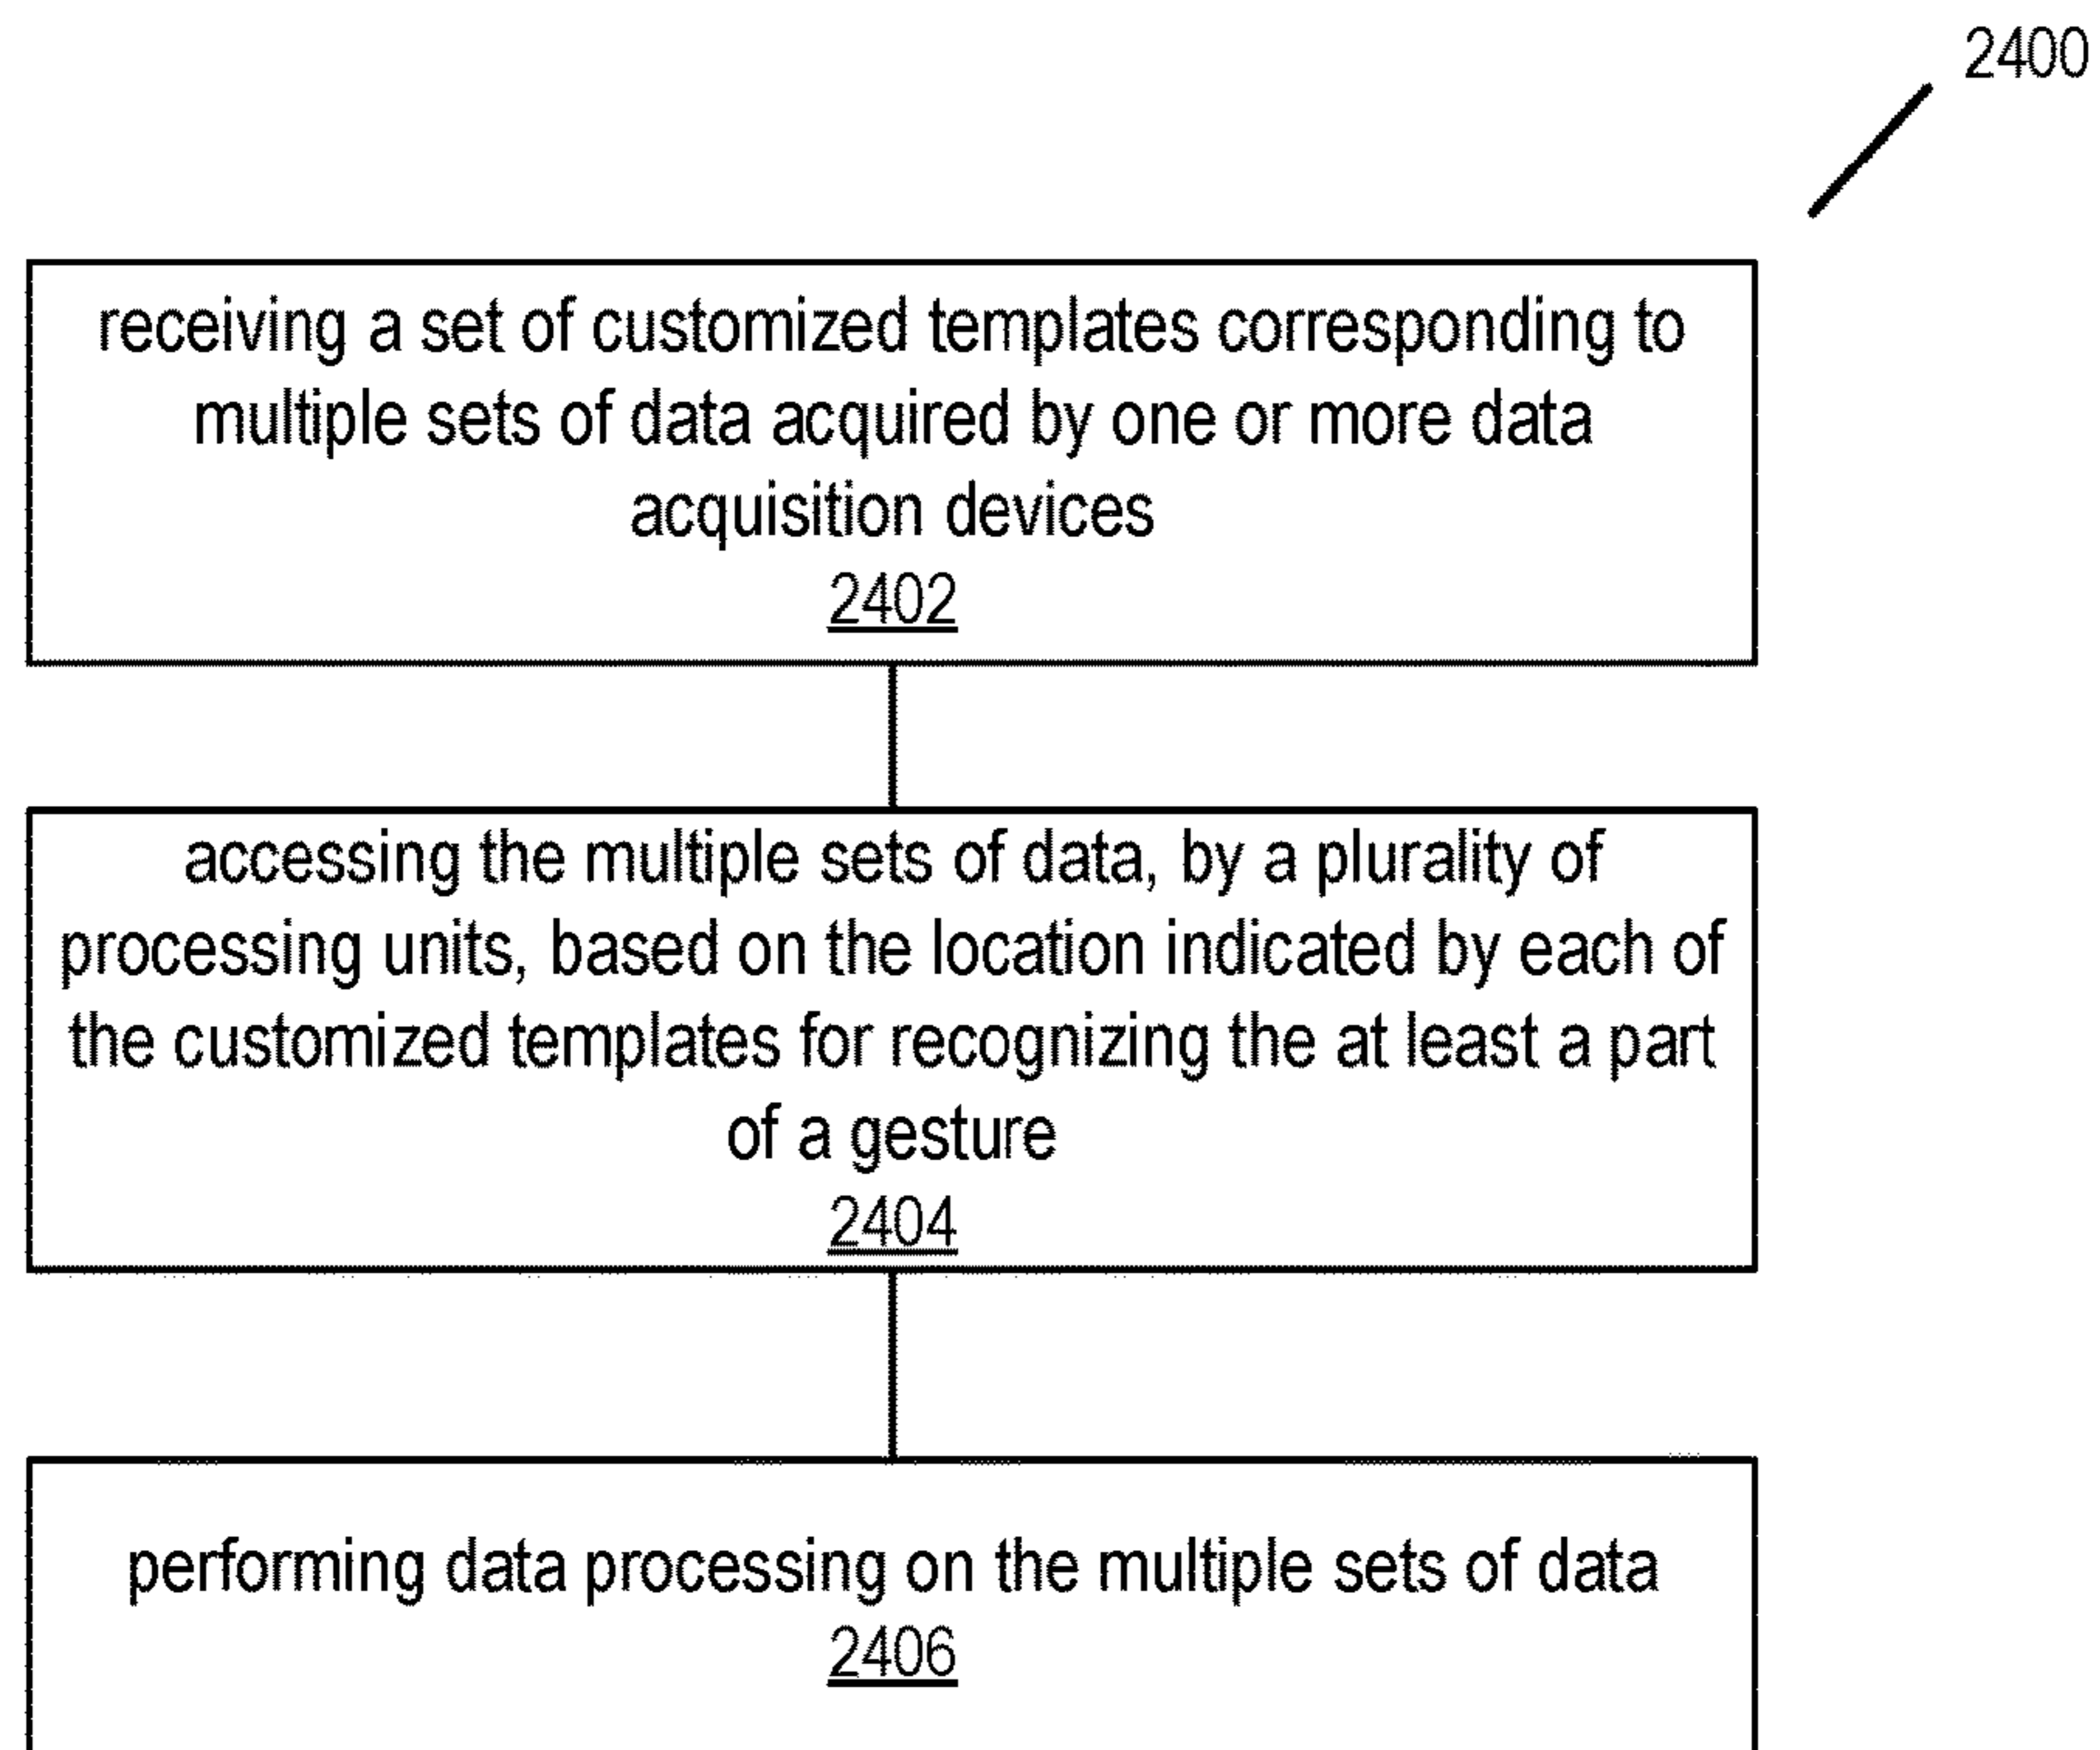 2400
receiving a set of customized templates corresponding to
multiple sets of data acquired by one or more data
acquisition devices
2402
accessing the multiple sets of data, by a plurality of
processing units, based on the location indicated by each of
the customized templates for recognizing the at least a part
of a gesture
2404
performing data processing on the multiple sets of data
2406